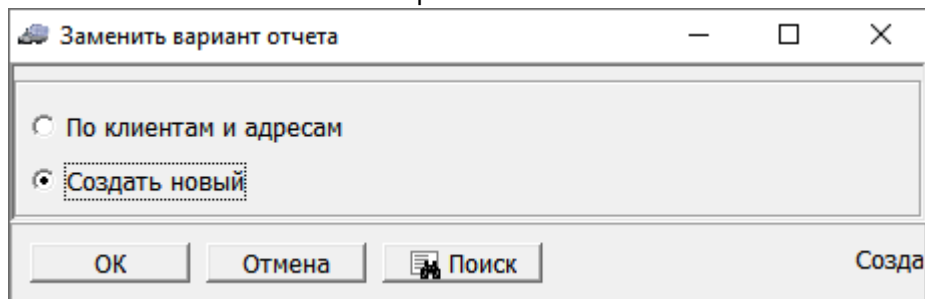 Заменить вариант отчета
По клиентам и адресам
Создать новый
ОК Отмена Поиск Созда